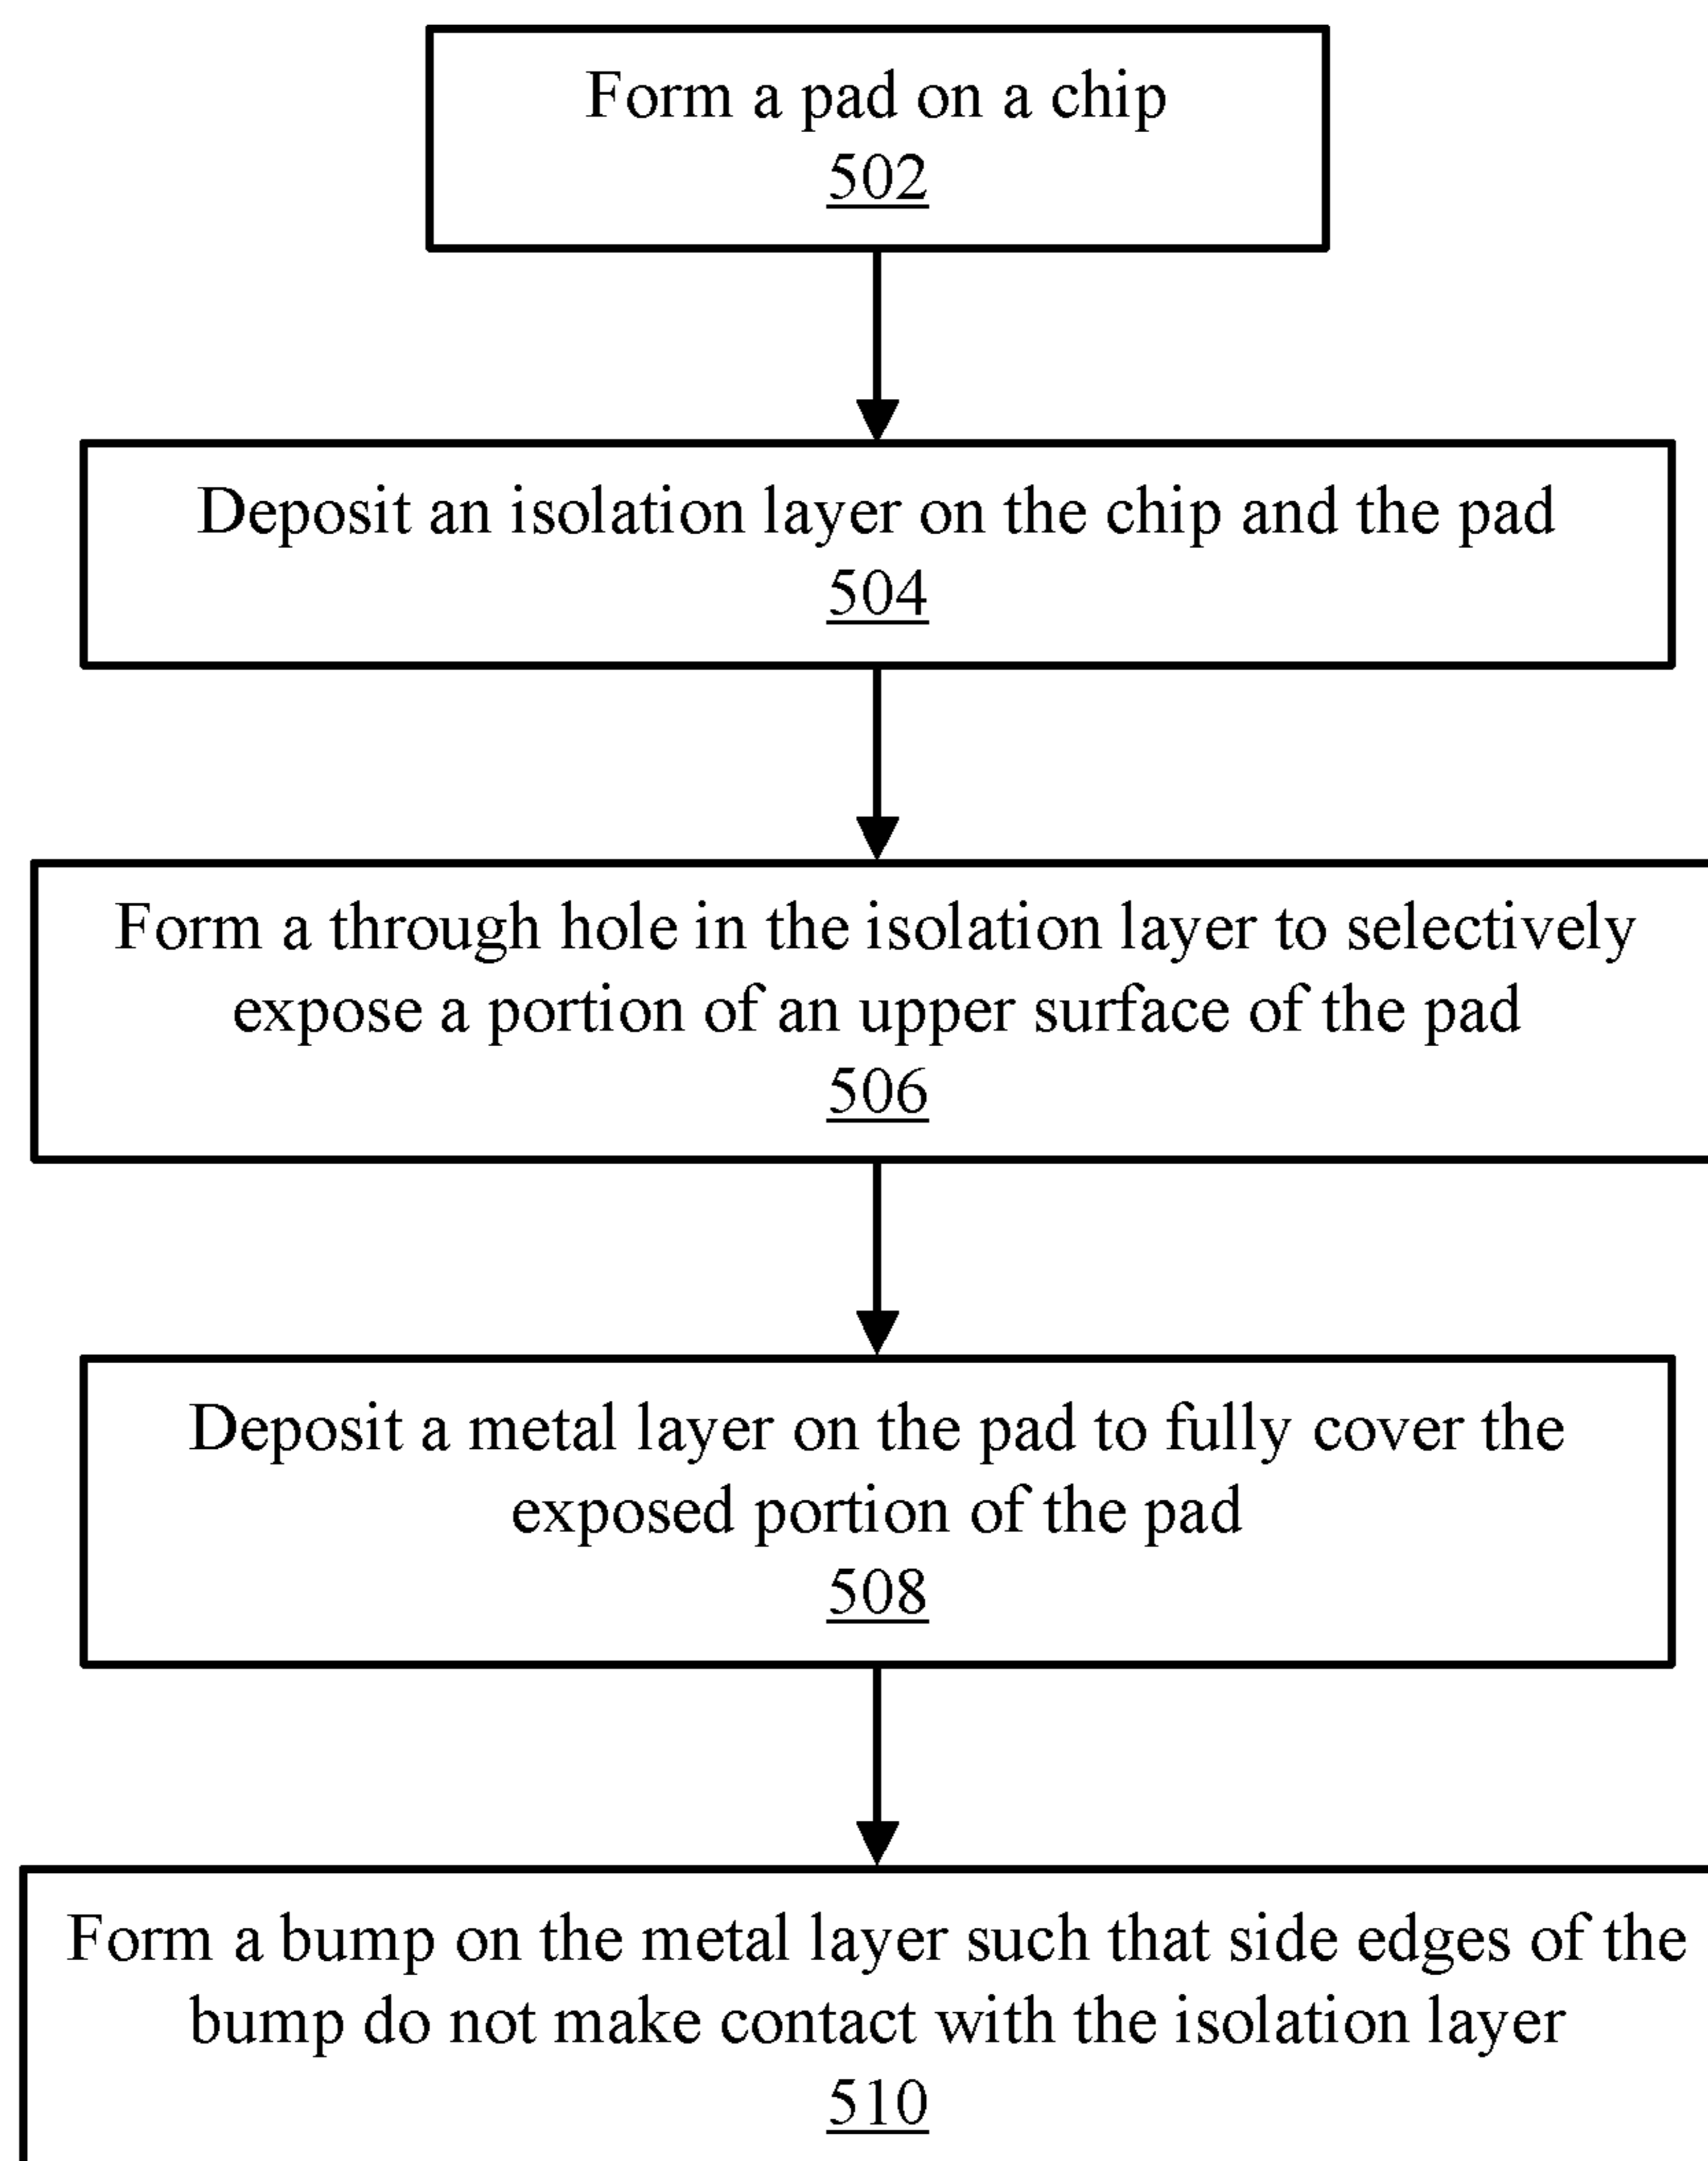 Form a pad on a chip
502
Deposit an isolation layer on the chip and the pad
504
Form a through hole in the isolation layer to selectively
expose a portion of an upper surface of the pad
506
Deposit a metal layer on the pad to fully cover the
exposed portion of the pad
508
Form a bump on the metal layer such that side edges of the
bump do not make contact with the isolation layer
510